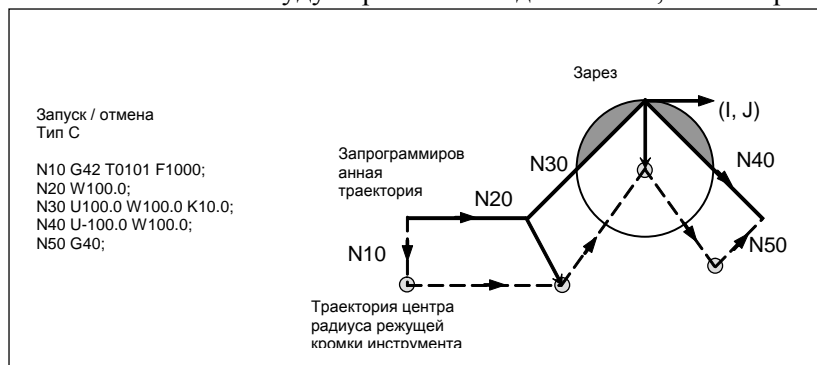 Запуск / отмена
Тип C
N10 G42 T0101 F1000;
N20 W100.0;
N30 U100.0 W100.0 K10.0;
N40 U-100.0 W100.0;
N50 G40;
Зарез
(I, J)
Запрограммиров
анная
траектория
N30
N40
N20
N10
N50
Траектория центра
радиуса режущей
кромки инструмента